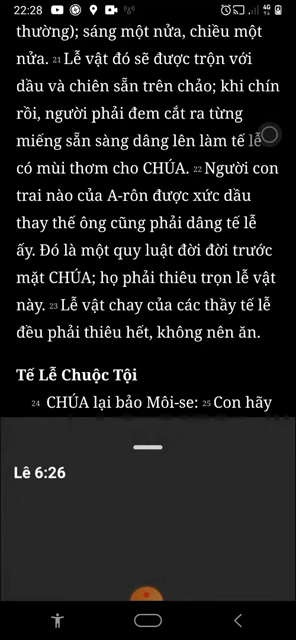 22:28
4G
thường); sáng một nửa, chiều một
nửa. 21 Lễ vật đó sẽ được trộn với
dầu và chiên sẵn trên chảo; khi chín
rồi, người phải đem cắt ra từng
miếng sẵn sàng dâng lên làm tế lễ
có mùi thơm cho CHÚA. 22 Người con
trai nào của A-rôn được xức dầu
thay thế ông cũng phải dâng tế lễ
ấy. Đó là một quy luật đời đời trước
mặt CHÚA; họ phải thiêu trọn lễ vật
này. 23 Lễ vật chay của các thầy tế lễ
đều phải thiêu hết, không nên ăn.
Tế Lễ Chuộc Tội
24 CHÚA lại bảo Môi-se: 25 Con hãy
Lê 6:26